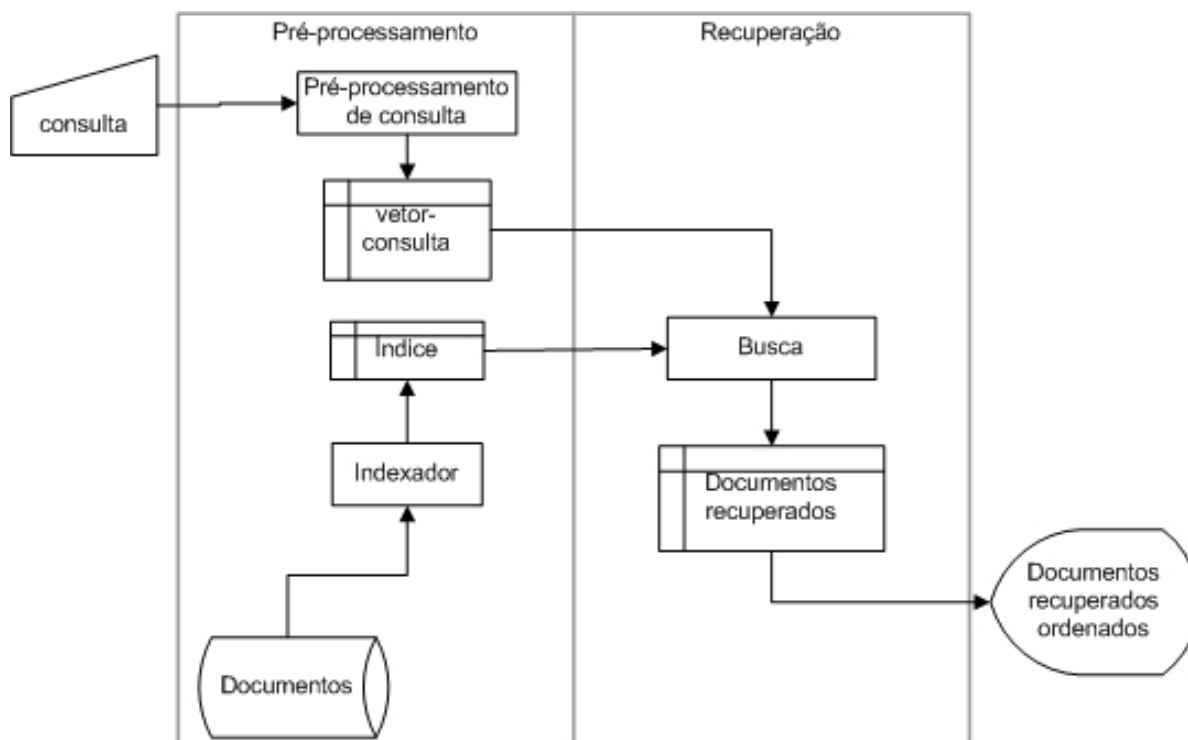 Pré-processamento
Recuperação
consulta
Pré-processamento
de consulta
vetor-
consulta
Índice
Busca
Indexador
Documentos
recuperados
Documentos
recuperados
ordenados
Documentos